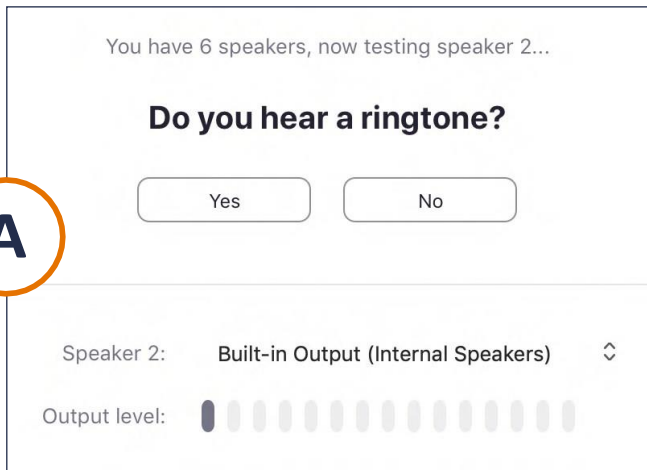 You have 6 speakers, now testing speaker 2...
Do you hear a ringtone?
Yes No
A
Speaker 2: Built-in Output (Internal Speakers)
Output level: